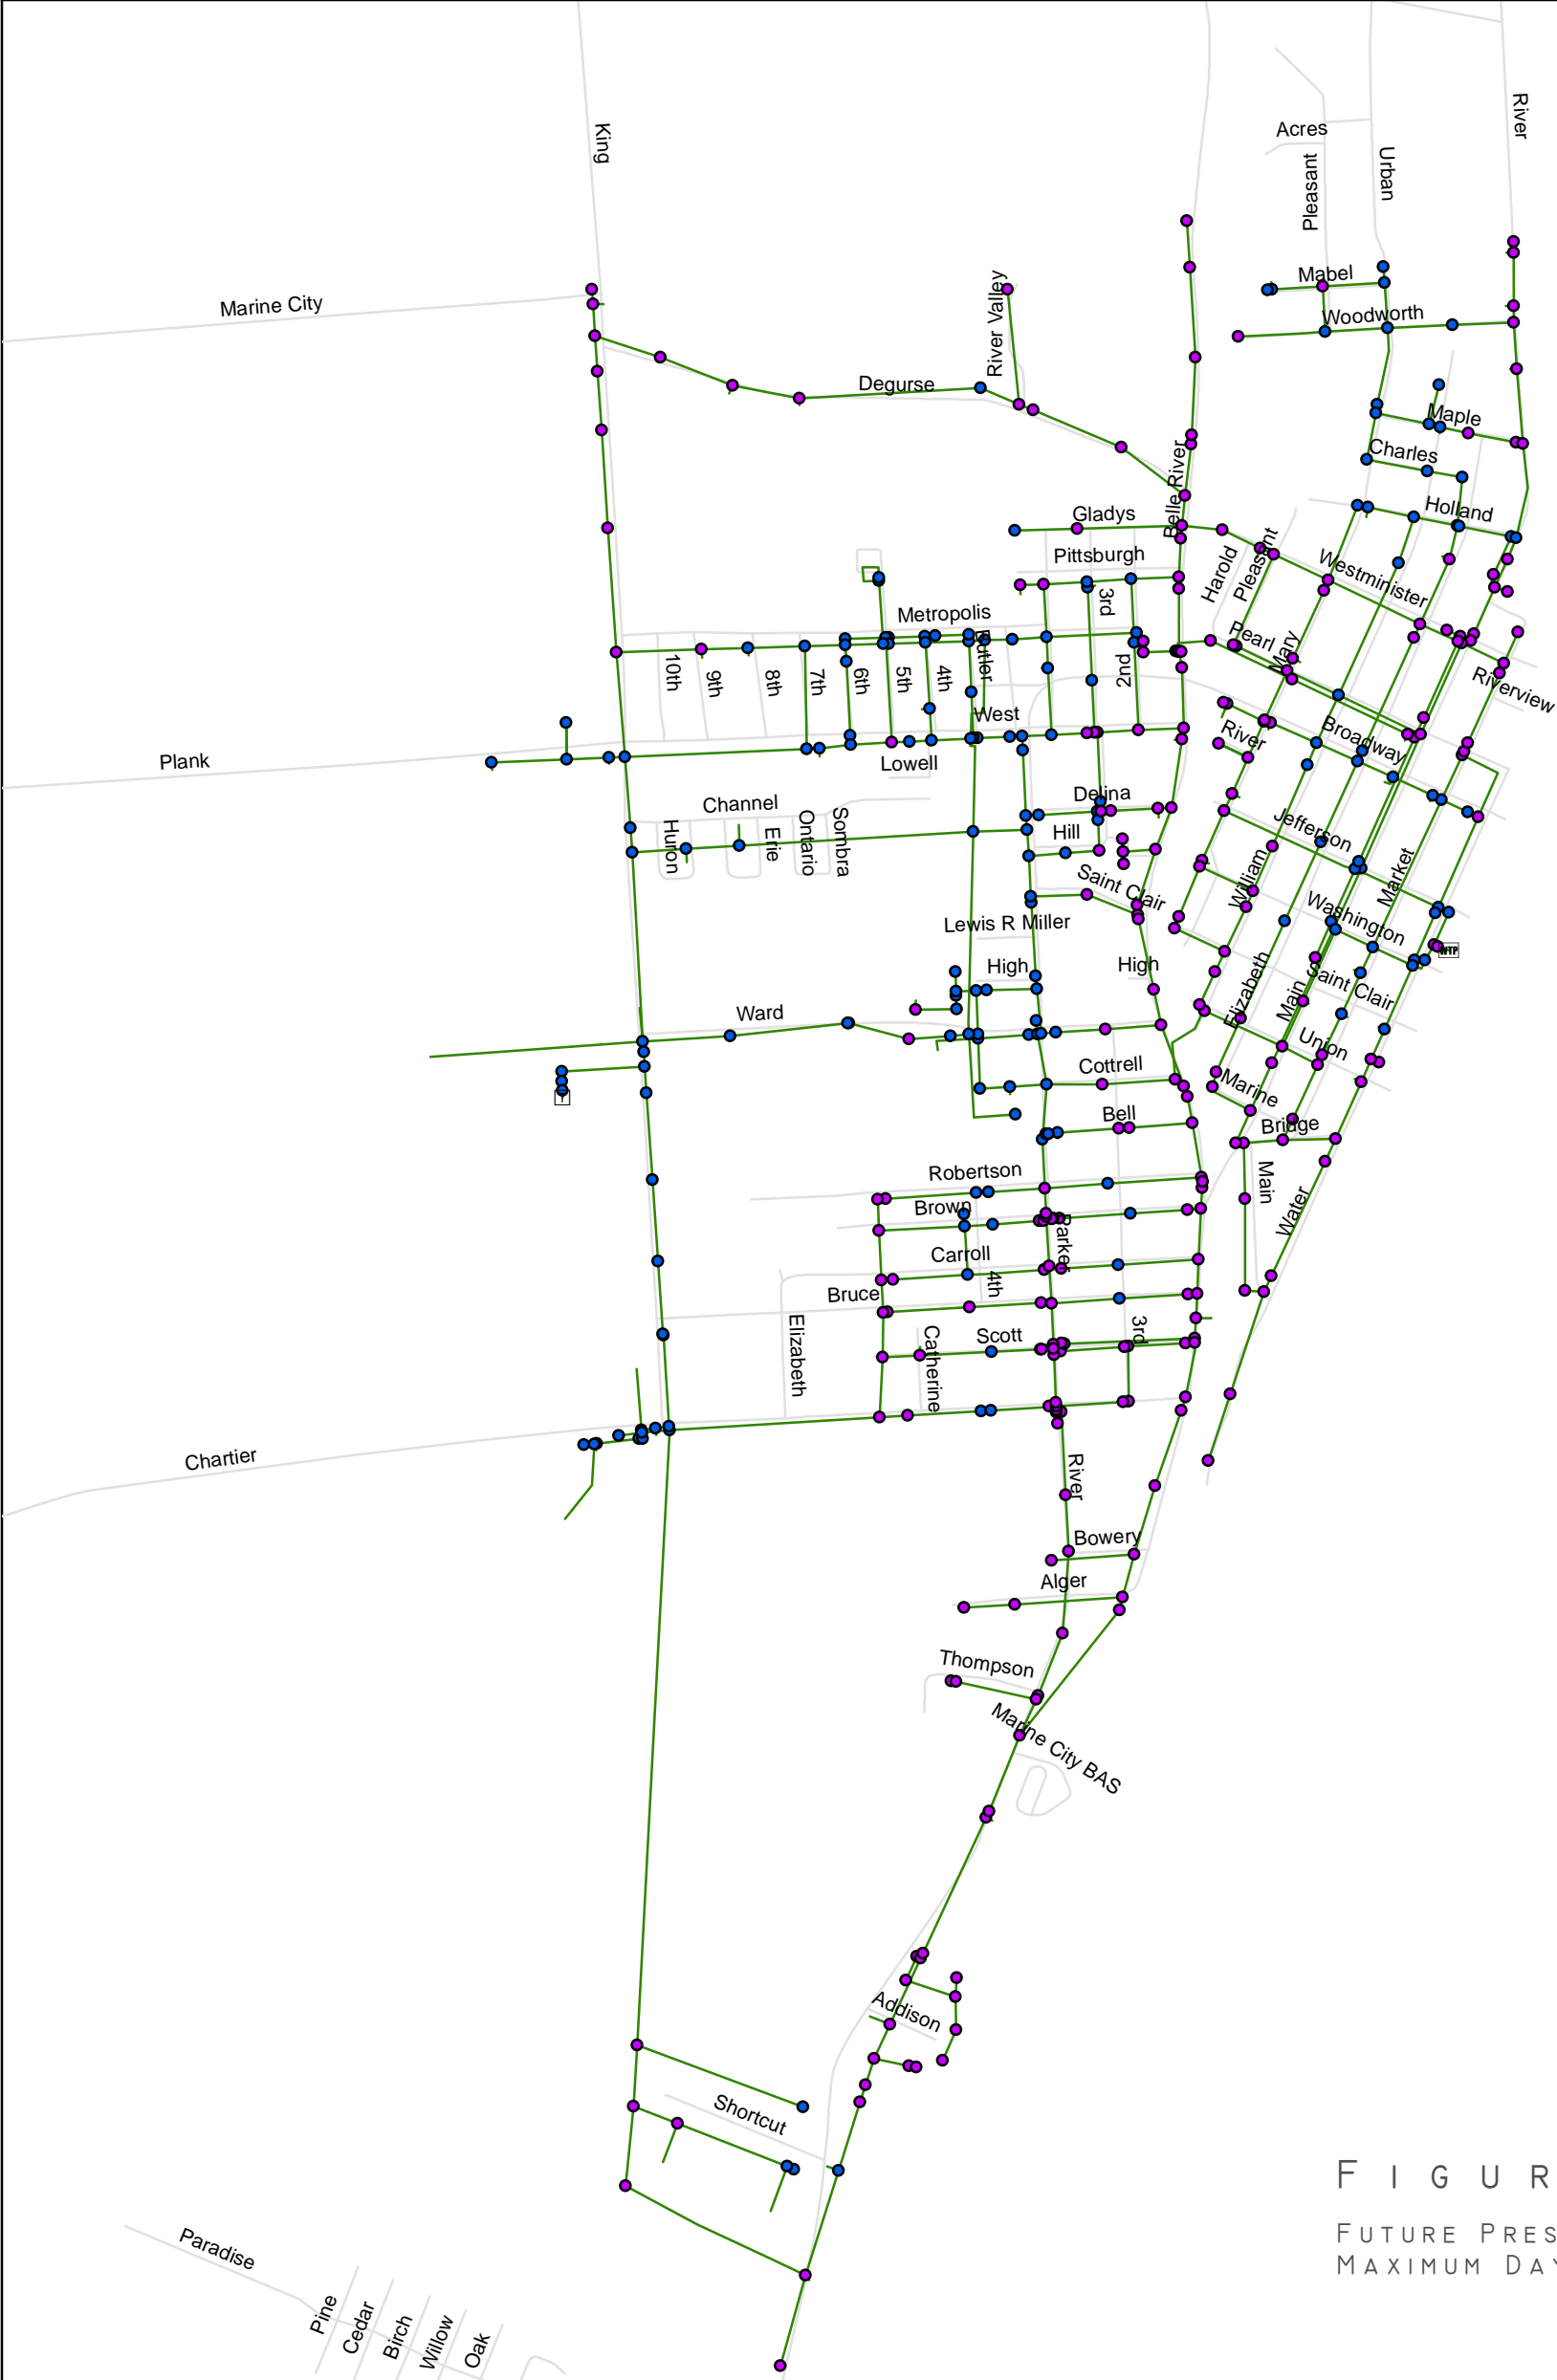 River
King
Acres
Pleasant
Urban
Mabel
Marine City
Woodworth
River Valley
Degurse
Maple
Charles
Belle River
Holland
Gladys
Pittsburgh
Harold
Pleasant
Westminister
3rd
Metropolis
Pearl
Mary
Butler
10th
9th
8th
7th
6th
5th
4th
2nd
Riverview
West
River
Broadway
Plank
Lowell
Delina
Channel
Huron
Erie
Ontario
Sombra
Hill
Jefferson
Market
William
Saint Clair
Washington
Lewis R Miller
WTP
High
High
Elizabeth
Main
Saint Clair
Ward
Union
Cottrell
Marine
Bell
Bridge
Robertson
Main
Water
Brown
Parker
Carroll
4th
Bruce
Elizabeth
Catherine
Scott
3rd
Chartier
River
Bowery
Alger
Thompson
Marine City BAS
Addison
Shortcut
Paradise
Pine
Cedar
Birch
Willow
Oak
FIGUR
FUTURE PRES
MAXIMUM DAY